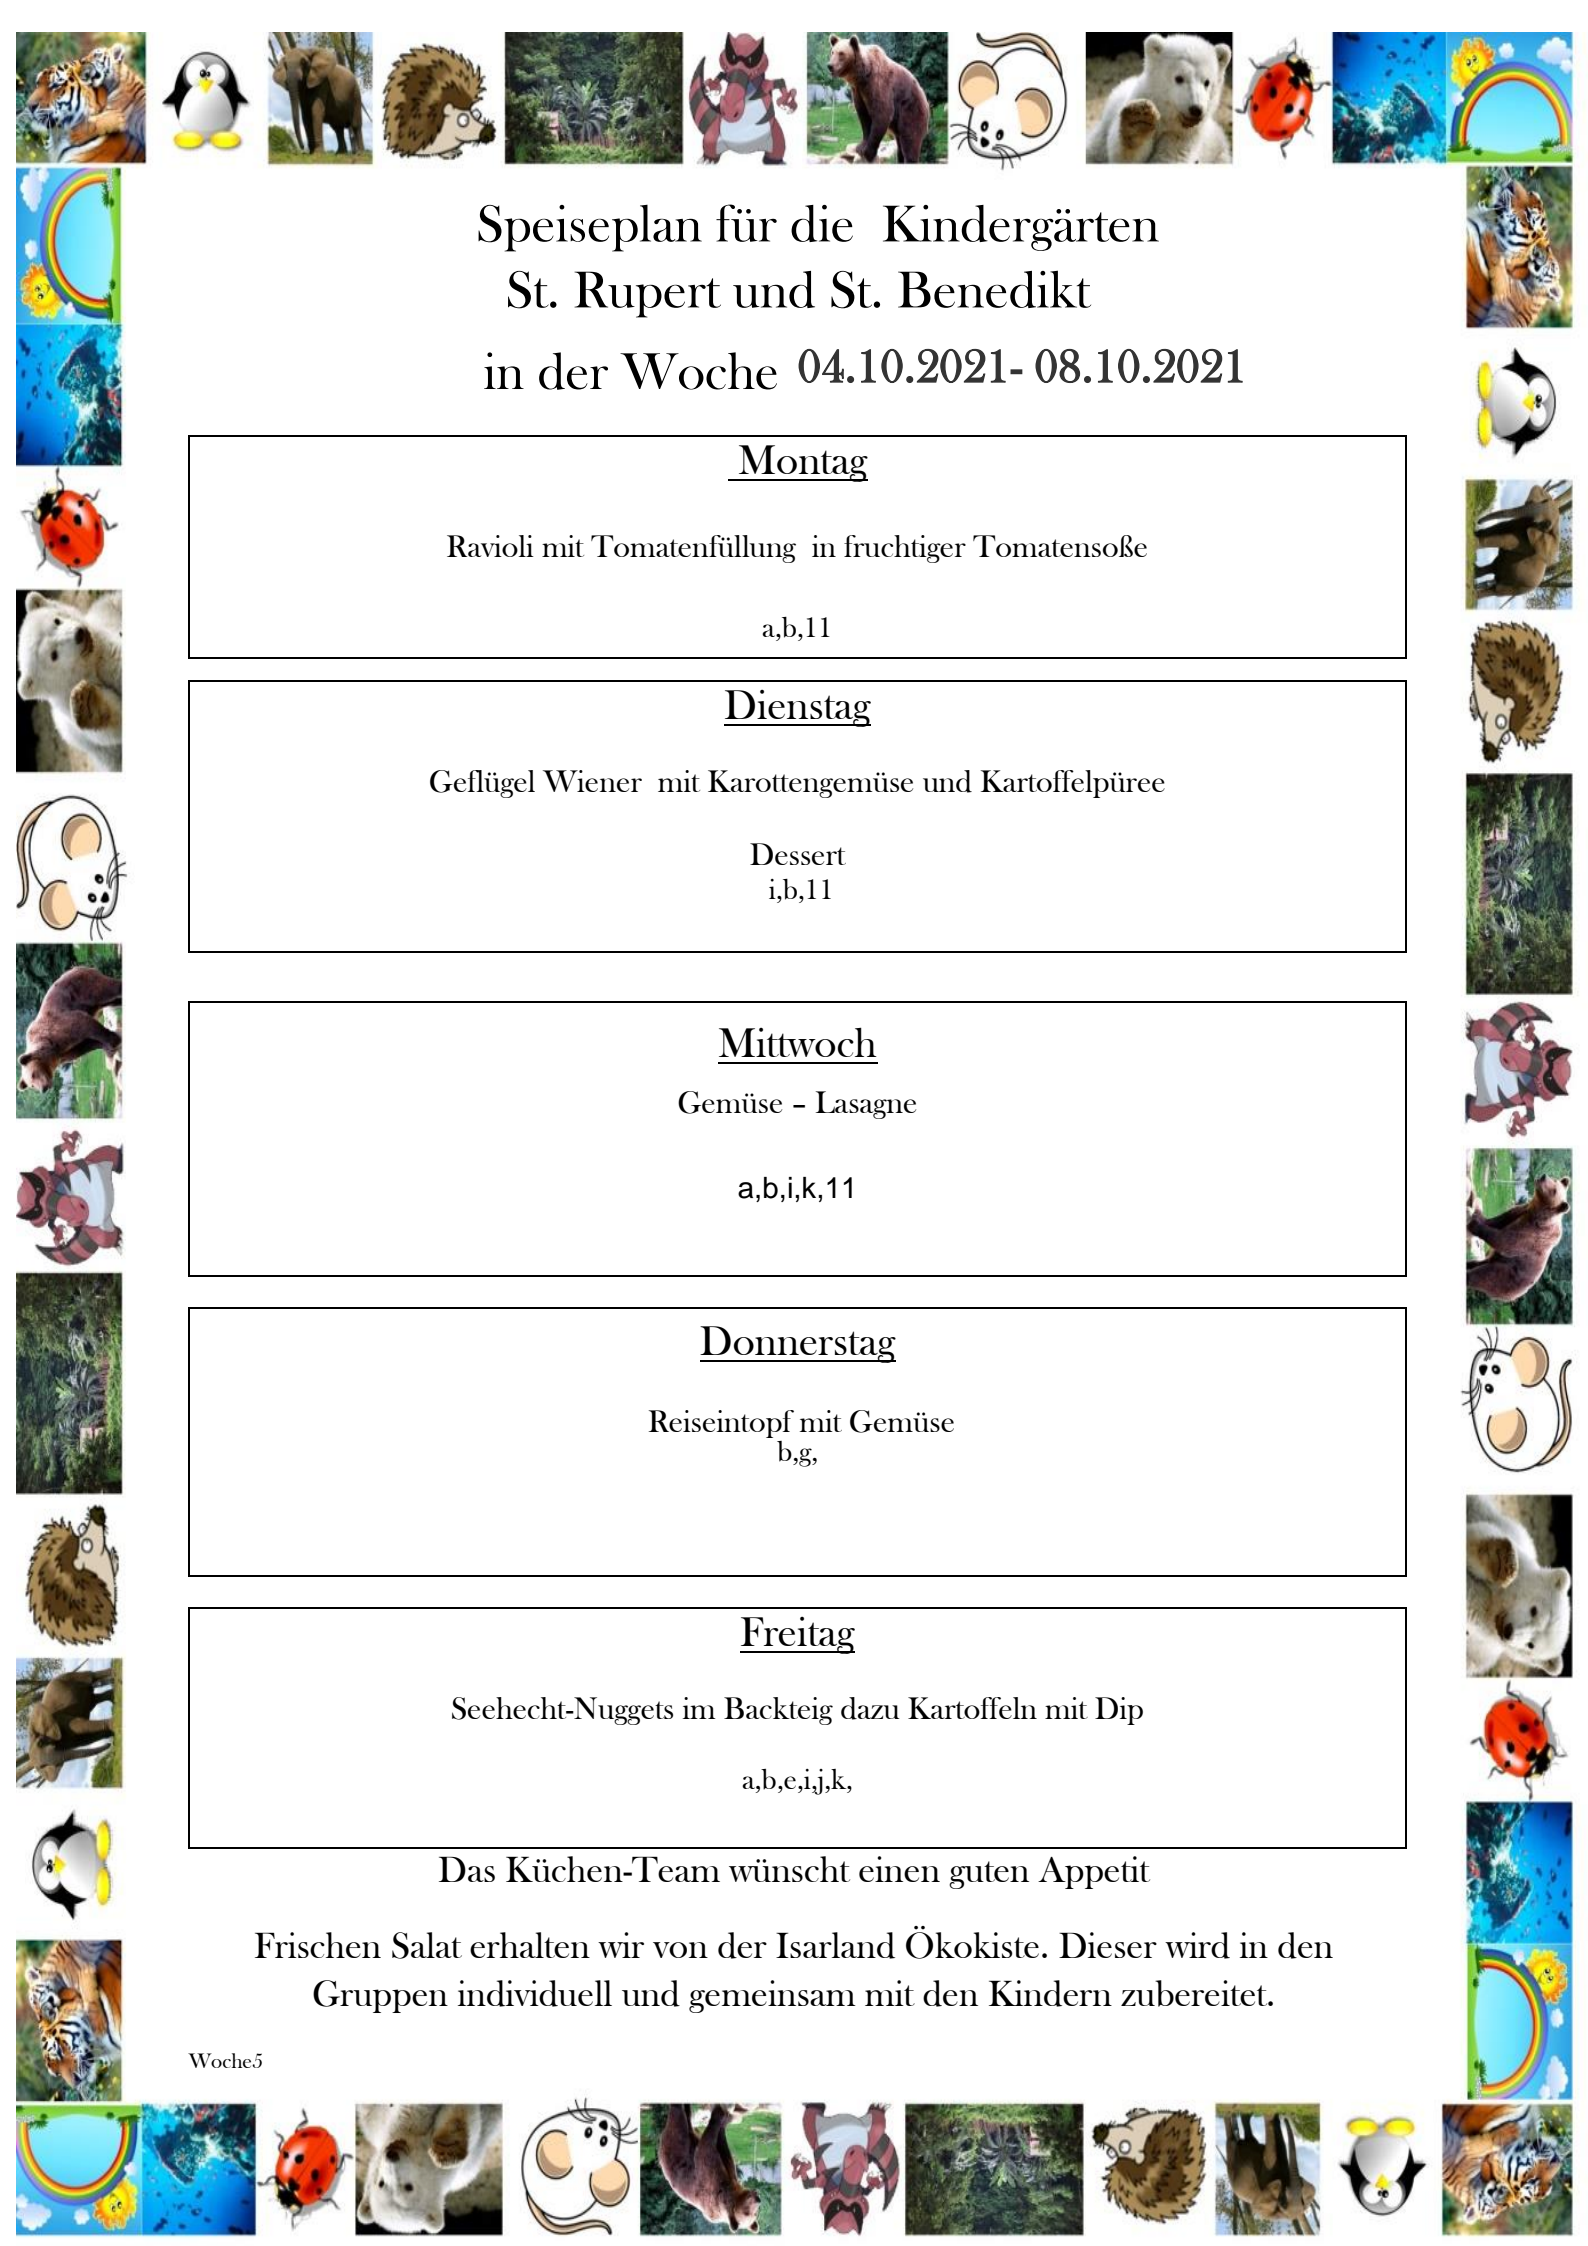 Speiseplan für die Kindergärten
St. Rupert und St. Benedikt
in der Woche 04.10.2021- 08.10.2021
Montag
Ravioli mit Tomatenfüllung in fruchtiger Tomatensoße
a,b,11
Dienstag
Geflügel Wiener mit Karottengemüse und Kartoffelpüree
Dessert
i,b,11
Mittwoch
Gemüse – Lasagne
a,b,i,k,11
Donnerstag
Reiseintopf mit Gemüse
b,g,
Freitag
Seehecht-Nuggets im Backteig dazu Kartoffeln mit Dip
a,b,e,i,j,k,
Das Küchen-Team wünscht einen guten Appetit
Frischen Salat erhalten wir von der Isarland Ökokiste. Dieser wird in den
Gruppen individuell und gemeinsam mit den Kindern zubereitet.
Woche5